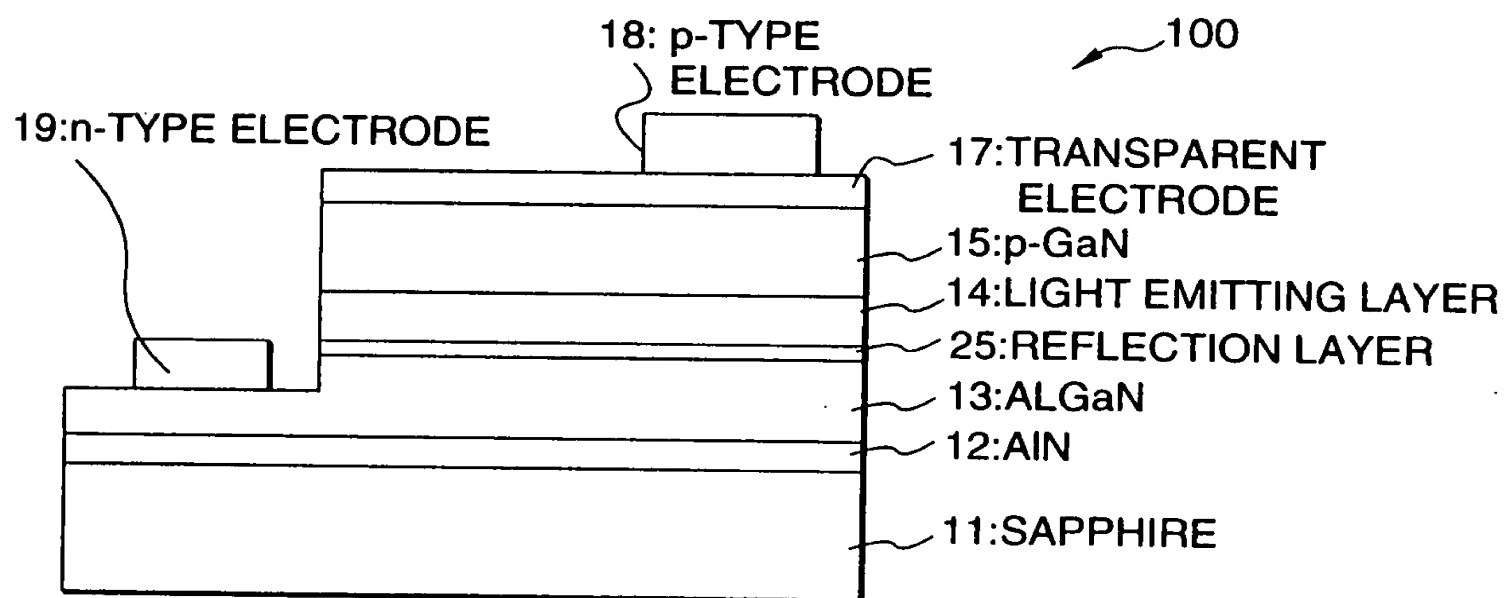 18: p-TYPE
ELECTRODE
100
19:n-TYPE ELECTRODE
17:TRANSPARENT
ELECTRODE
15:p-GaN
14:LIGHT EMITTING LAYER
25:REFLECTION LAYER
13:ALGaN
12:AlN
11:SAPPHIRE